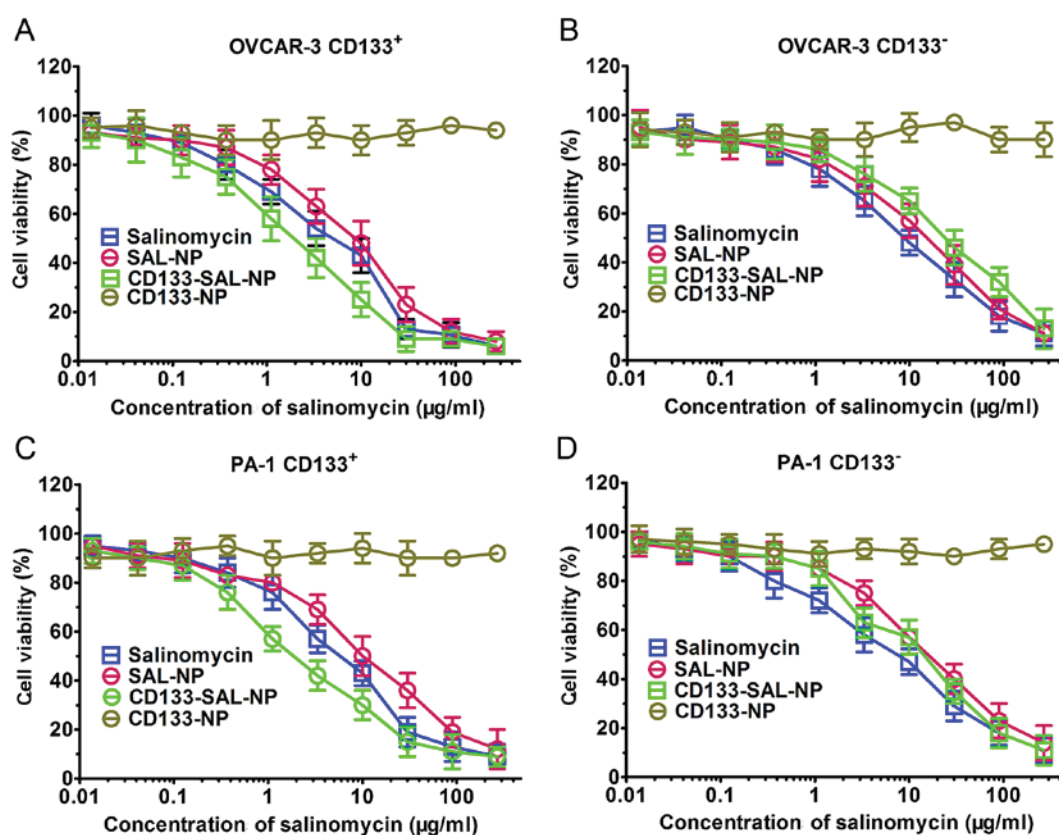 A
OVCAR-3 CD133⁺
120
100
80
60
40
20
0
Cell viability (%)
Salinomycin
SAL-NP
CD133-SAL-NP
CD133-NP
0.01 0.1 1 10 100
Concentration of salinomycin (µg/ml)
B
OVCAR-3 CD133⁻
120
100
80
60
40
20
0
Cell viability (%)
Salinomycin
SAL-NP
CD133-SAL-NP
CD133-NP
0.01 0.1 1 10 100
Concentration of salinomycin (µg/ml)
C
PA-1 CD133⁺
120
100
80
60
40
20
0
Cell viability (%)
Salinomycin
SAL-NP
CD133-SAL-NP
CD133-NP
0.01 0.1 1 10 100
Concentration of salinomycin (µg/ml)
D
PA-1 CD133⁻
120
100
80
60
40
20
0
Cell viability (%)
Salinomycin
SAL-NP
CD133-SAL-NP
CD133-NP
0.01 0.1 1 10 100
Concentration of salinomycin (µg/ml)